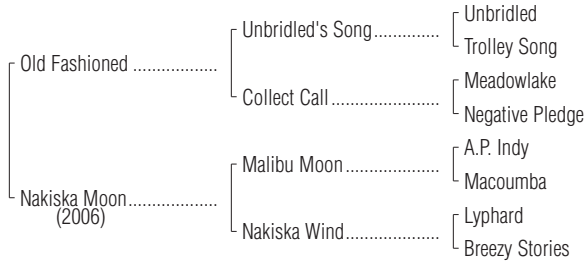 Unbridled
Unbridled's Song
Trolley Song
Old Fashioned
Meadowlake
Collect Call
Negative Pledge
A.P. Indy
Malibu Moon
Macoumba
Nakiska Moon
(2006)
Lyphard
Nakiska Wind
Breezy Stories